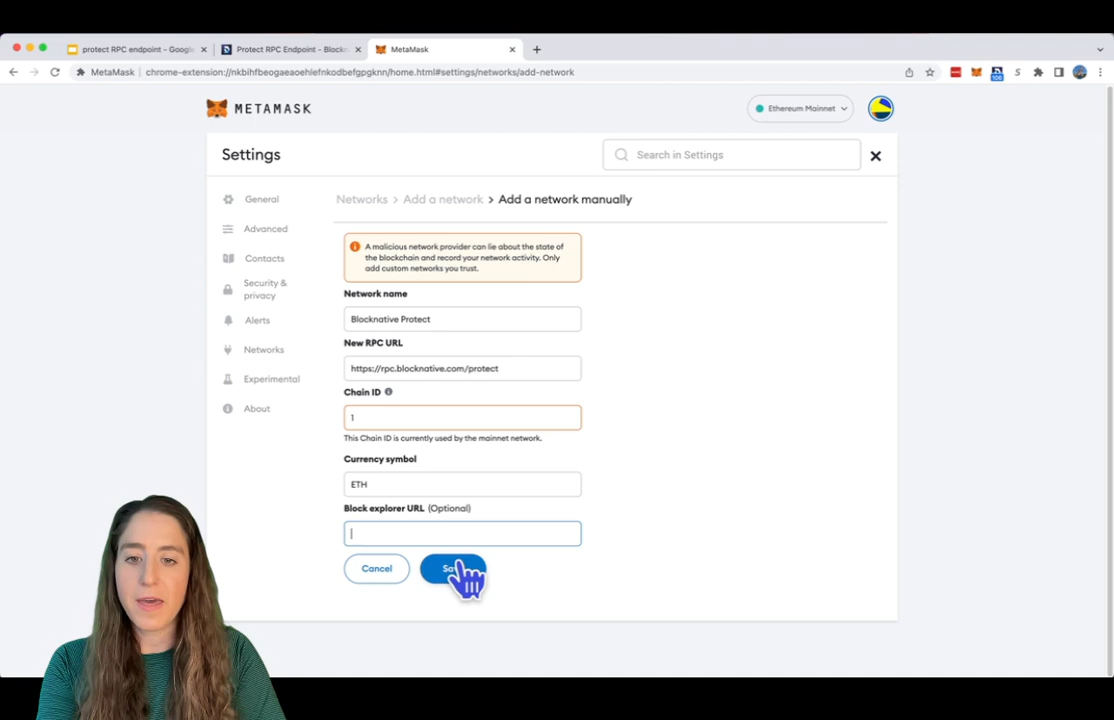 protect RPC endpoint - Google
Protect RPC Endpoint - Blockn
MetaMask
MetaMask
chrome-extension://nkbihfbeogaeaoehlefnkodbefgpgknn/home.html#settings/networks/add-network
106
METAMASK
Ethereum Mainnet
Settings
Search in Settings
General
Advanced
Contacts
Security &
privacy
Alerts
Networks
Experimental
About
Networks > Add a network > Add a network manually
A malicious network provider can lie about the state of
the blockchain and record your network activity. Only
add custom networks you trust.
Network name
Blocknative Protect
New RPC URL
https://rpc.blocknative.com/protect
Chain ID
1
This Chain ID is currently used by the mainnet network.
Currency symbol
ETH
Block explorer URL (Optional)
Cancel